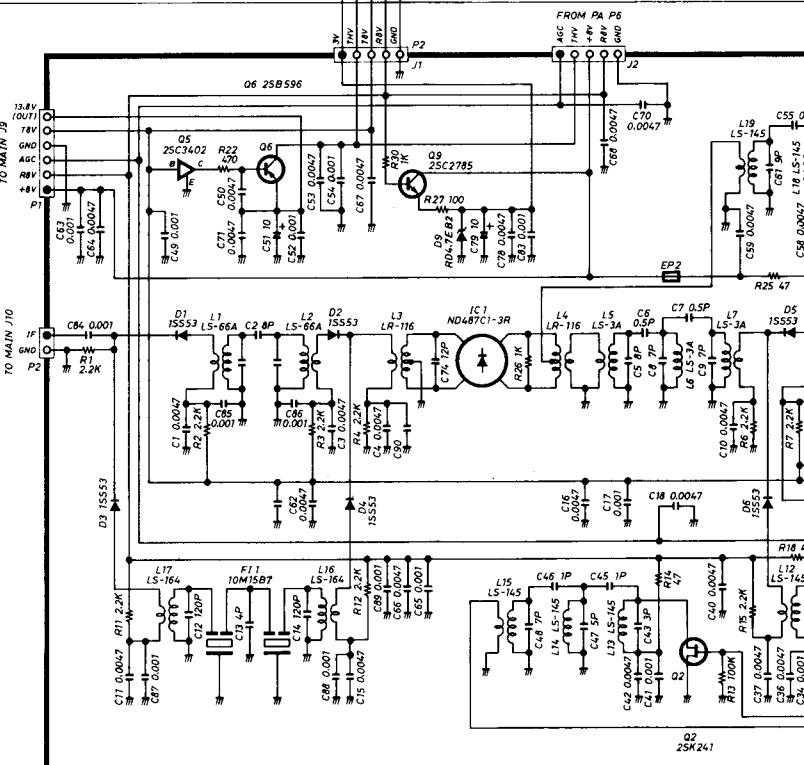 FROM PA P6
3V
THV
T8V
R8V
GND
P2
J1
AGC
THV
+8V
R8V
GND
J2
Q6 2SB596
TO MAIN J9
13.8V
(OUT)
T8V
GND
AGC
R8V
+8V
P1
C63
0.001
C64 0.0047
Q5
2SC3402
B
C
E
R22
470
Q6
C49 0.001
C50
0.0047
C71
0.0047
C51 10
+
C52 0.001
C53 0.0047
C54 0.001
C67 0.0047
R30
1K
Q9
2SC2785
R27 100
D9
RD4.7E B2
C79 10
+
C78 0.0047
C83 0.001
C70
0.0047
C68 0.0047
L19
LS-145
C55
C61 9P
L18 LS-145
C59 0.0047
C58 0.0047
EP2
R25 47
TO MAIN J10
IF
GND
P2
C84 0.001
R1
2.2K
D1
1SS53
L1
LS-66A
C2 8P
L2
LS-66A
D2
1SS53
L3
LR-116
C74 12P
IC1
ND487C1-3R
R26 1K
L4
LR-116
L5
LS-3A
C6
0.5P
C7 0.5P
C5 8P
C8 7P
L6 LS-3A
C9 7P
L7
LS-3A
D5
1SS53
C1 0.0047
R2 2.2K
C85
0.001
C86
0.001
R3 2.2K
C3 0.0047
R4 2.2K
C4 0.0047
C90
C10 0.0047
R6 2.2K
R7 2.2K
D3 1SS53
C62
0.0047
D4
1SS53
C16
0.0047
C17
0.001
C18 0.0047
D6
1SS53
L17
LS-164
FI1
10M15B7
L16
LS-164
R11 2.2K
C12 120P
C13 4P
C14 120P
R12 2.2K
C89 0.001
C66 0.0047
C65 0.001
C11 0.0047
C87 0.001
C88 0.001
C15 0.0047
L15
LS-145
C46 1P
C45 1P
C48 7P
L14 LS-145
C47 5P
L13 LS-145
C43 3P
R14
47
C40 0.001
R15 2.2K
R18
L12
LS-145
C42 0.0047
C41 0.001
Q2
R13 100K
C37 0.0047
C36 0.0047
C34 0.001
Q2
2SK241